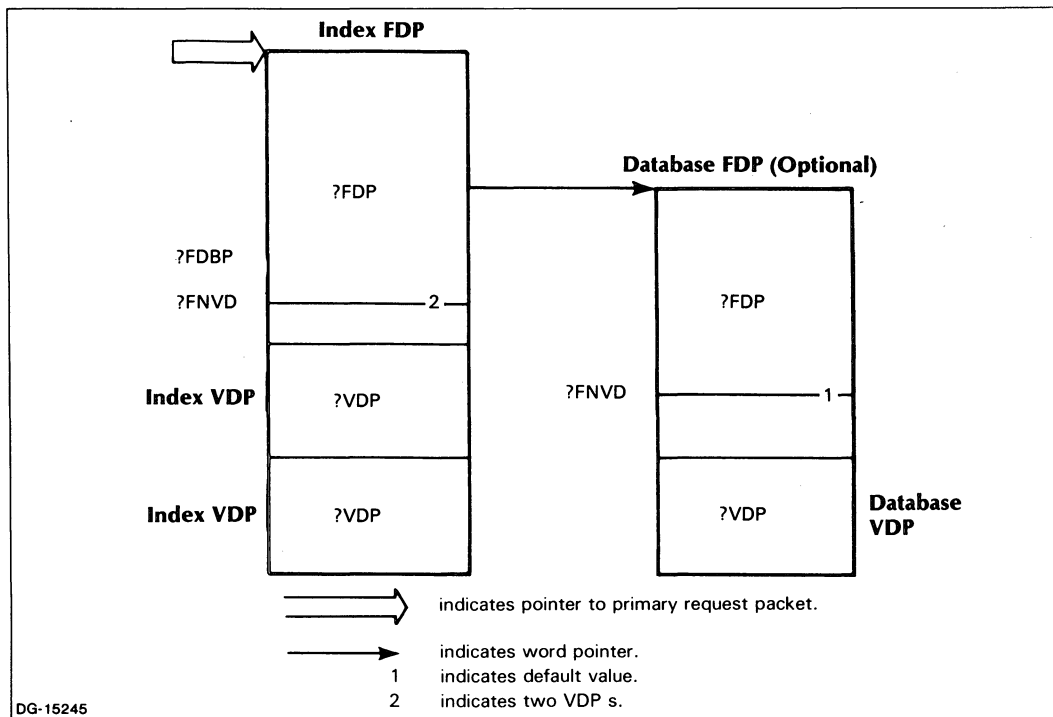 Index FDP
Database FDP (Optional)
?FDP
?FDBP
?FDP
?FNVD
2
?FNVD
1
Index VDP
?VDP
Index VDP
?VDP
?VDP
Database
VDP
indicates pointer to primary request packet.
indicates word pointer.
1 indicates default value.
2 indicates two VDP s.
DG-15245